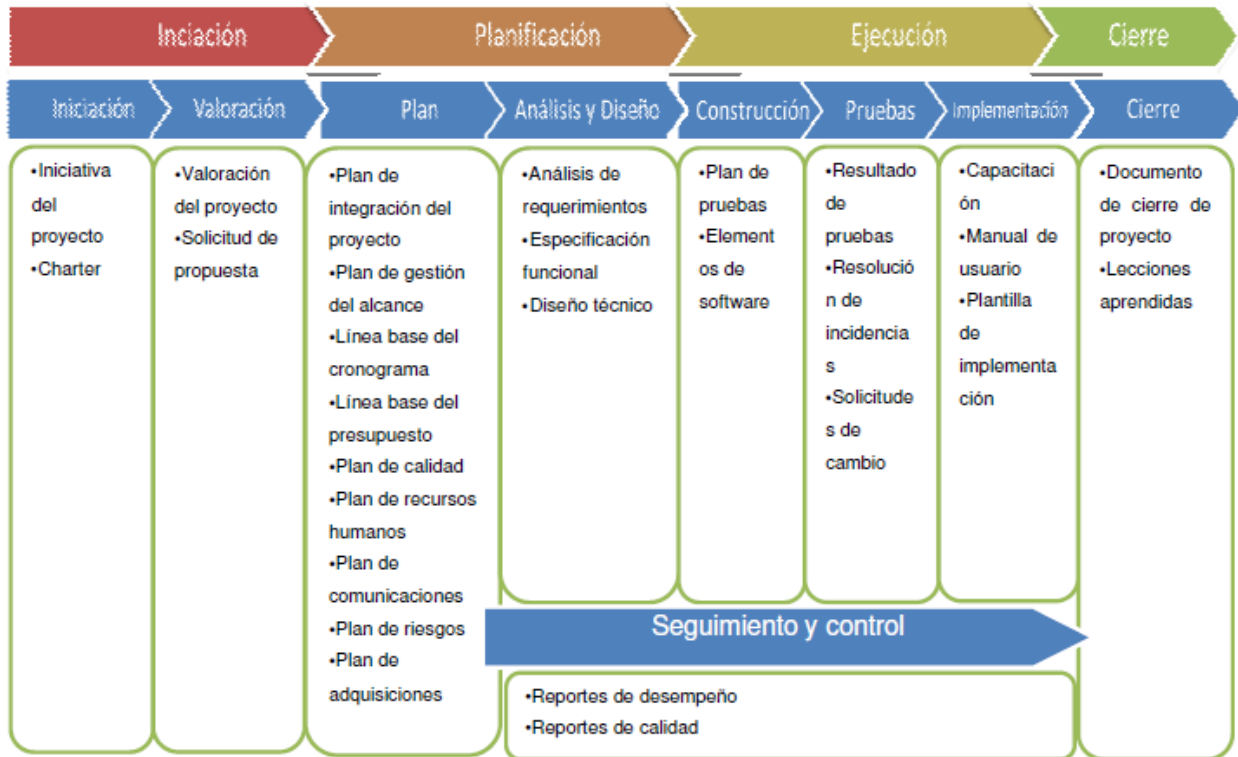 Inciación
Planificación
Ejecución
Cierre
Iniciación
Valoración
Plan
Análisis y Diseño
Construcción
Pruebas
Implementación
Cierre
•Iniciativa
del
proyecto
•Charter
•Valoración
del proyecto
•Solicitud de
propuesta
•Plan de
integración del
proyecto
•Plan de gestión
del alcance
•Línea base del
cronograma
•Línea base del
presupuesto
•Plan de calidad
•Plan de recursos
humanos
•Plan de
comunicaciones
•Plan de riesgos
•Plan de
adquisiciones
•Análisis de
requerimientos
•Especificación
funcional
•Diseño técnico
•Plan de
pruebas
•Element
os de
software
•Resultado
de
pruebas
•Resolució
n de
incidencia
s
•Solicitude
s de
cambio
•Capacitaci
ón
•Manual de
usuario
•Plantilla
de
implementa
ción
•Documento
de cierre de
proyecto
•Lecciones
aprendidas
Seguimiento y control
•Reportes de desempeño
•Reportes de calidad